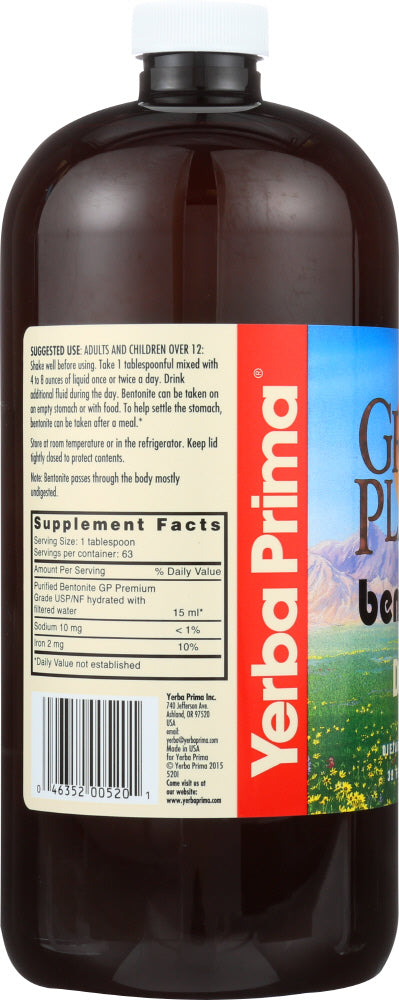 SUGGESTED USE: ADULTS AND CHILDREN OVER 12:
Shake well before using. Take 1 tablespoonful mixed with
4 to 8 ounces of liquid once or twice a day. Drink
additional fluid during the day. Bentonite can be taken on
an empty stomach or with food. To help settle the stomach,
bentonite can be taken after a meal.*
Store at room temperature or in the refrigerator. Keep lid
tightly closed to protect contents.
Note: Bentonite passes through the body mostly
undigested.
Supplement Facts
Serving Size: 1 tablespoon
Servings per container: 63
Amount Per Serving % Daily Value
Purified Bentonite GP Premium
Grade USP/NF hydrated with
filtered water 15 ml*
Sodium 10 mg < 1%
Iron 2 mg 10%
*Daily Value not established
0 46352 00520 1
Yerba Prima Inc.
740 Jefferson Ave.
Ashland, OR 97520
USA
email:
yerba@yerbaprima.com
Made in USA
for Yerba Prima
© Yerba Prima 2015
5201
Come visit us at
our website:
www.yerbaprima.com
Yerba Prima®
G
PL
ben
D